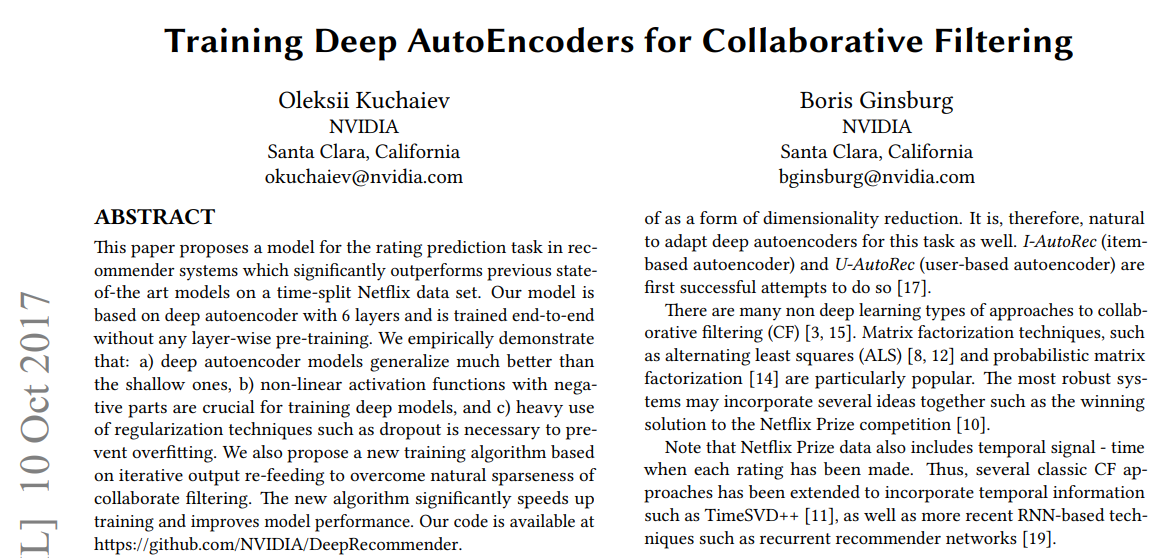 Training Deep AutoEncoders for Collaborative Filtering
Oleksii Kuchaiev
NVIDIA
Santa Clara, California
okuchaiev@nvidia.com
Boris Ginsburg
NVIDIA
Santa Clara, California
bginsburg@nvidia.com
ABSTRACT
This paper proposes a model for the rating prediction task in rec-
ommender systems which significantly outperforms previous state-
of-the art models on a time-split Netflix data set. Our model is
based on deep autoencoder with 6 layers and is trained end-to-end
without any layer-wise pre-training. We empirically demonstrate
that: a) deep autoencoder models generalize much better than
the shallow ones, b) non-linear activation functions with nega-
tive parts are crucial for training deep models, and c) heavy use
of regularization techniques such as dropout is necessary to pre-
vent overfitting. We also propose a new training algorithm based
on iterative output re-feeding to overcome natural sparseness of
collaborate filtering. The new algorithm significantly speeds up
training and improves model performance. Our code is available at
https://github.com/NVIDIA/DeepRecommender.
of as a form of dimensionality reduction. It is, therefore, natural
to adapt deep autoencoders for this task as well. I-AutoRec (item-
based autoencoder) and U-AutoRec (user-based autoencoder) are
first successful attempts to do so [17].
There are many non deep learning types of approaches to collab-
orative filtering (CF) [3, 15]. Matrix factorization techniques, such
as alternating least squares (ALS) [8, 12] and probabilistic matrix
factorization [14] are particularly popular. The most robust sys-
tems may incorporate several ideas together such as the winning
solution to the Netflix Prize competition [10].
Note that Netflix Prize data also includes temporal signal - time
when each rating has been made. Thus, several classic CF ap-
proaches has been extended to incorporate temporal information
such as TimeSVD++ [11], as well as more recent RNN-based tech-
niques such as recurrent recommender networks [19].
L] 10 Oct 2017